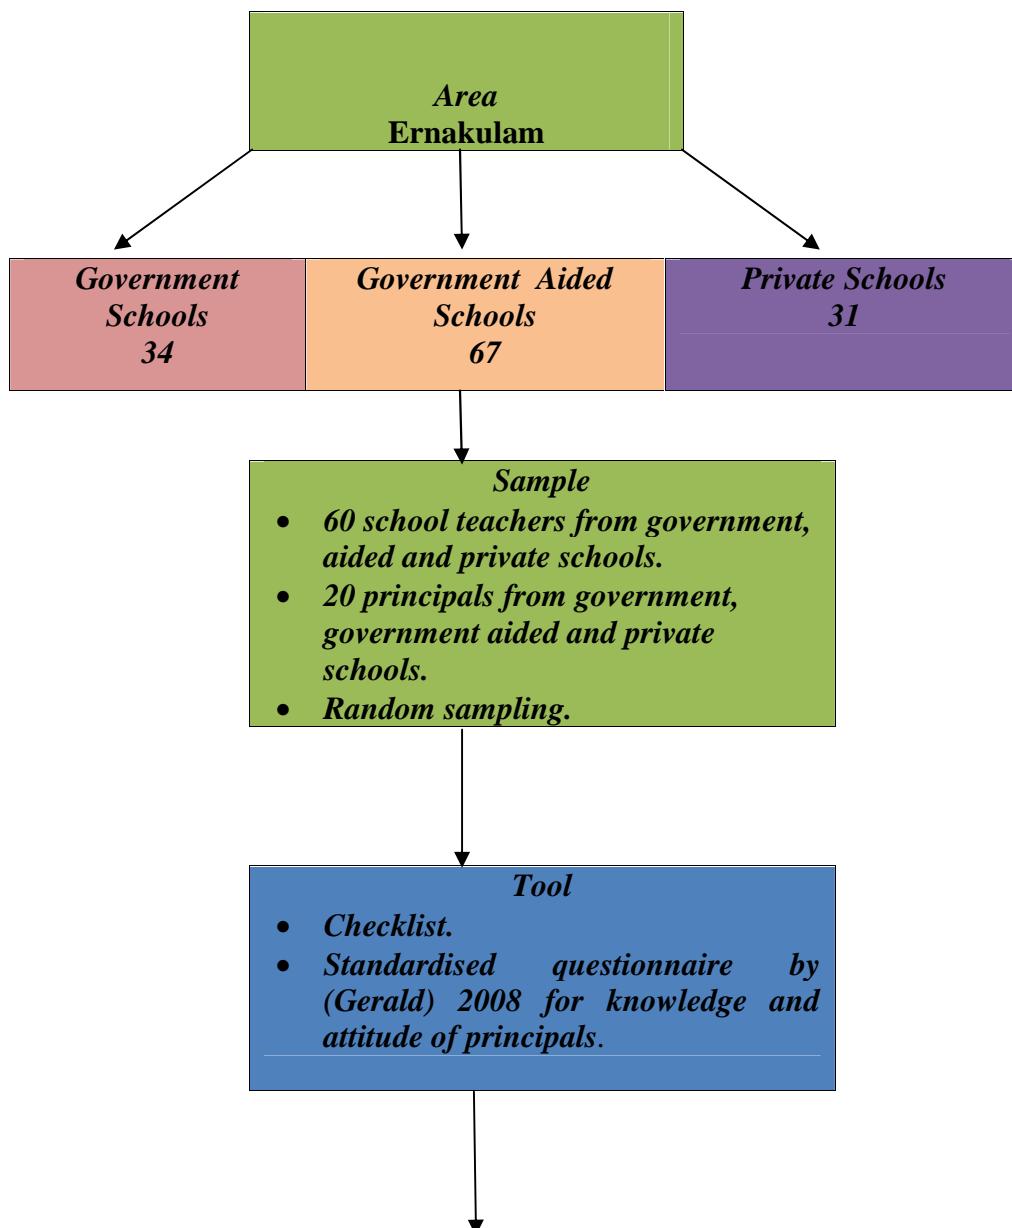 Area
Ernakulam
Government
Schools
34
Government Aided
Schools
67
Private Schools
31
Sample
• 60 school teachers from government,
aided and private schools.
• 20 principals from government,
government aided and private
schools.
• Random sampling.
Tool
• Checklist.
• Standardised questionnaire by
(Gerald) 2008 for knowledge and
attitude of principals.